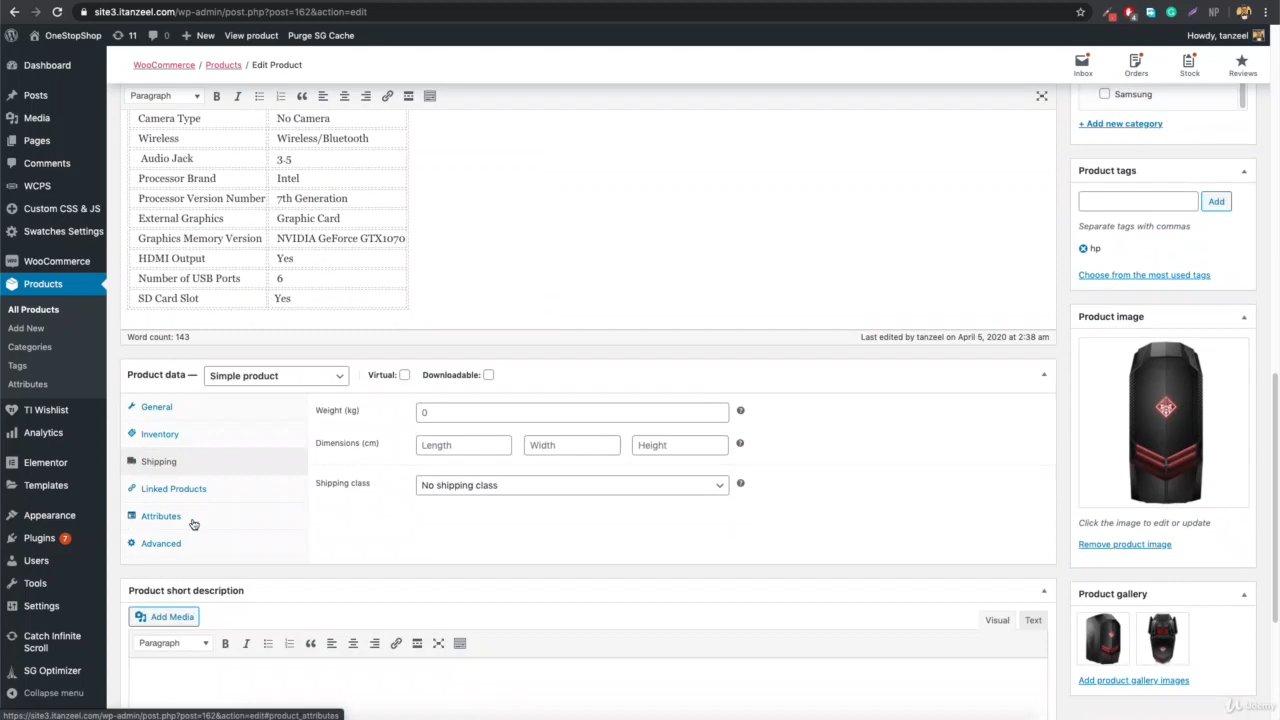 site3.itanzeel.com/wp-admin/post.php?post=162&action=edit
NP
OneStopShop
11
0
New
View product
Purge SG Cache
Howdy, tanzeel
Dashboard
Posts
Media
Pages
Comments
WCPS
Custom CSS & JS
Swatches Settings
WooCommerce
Products
All Products
Add New
Categories
Tags
Attributes
TI Wishlist
Analytics
Elementor
Templates
Appearance
Plugins 7
Users
Tools
Settings
Catch Infinite
Scroll
SG Optimizer
Collapse menu
WooCommerce / Products / Edit Product
Inbox
Orders
Stock
Reviews
Paragraph
B I
Camera Type No Camera
Wireless Wireless/Bluetooth
Audio Jack 3.5
Processor Brand Intel
Processor Version Number 7th Generation
External Graphics Graphic Card
Graphics Memory Version NVIDIA GeForce GTX1070
HDMI Output Yes
Number of USB Ports 6
SD Card Slot Yes
Word count: 143
Last edited by tanzeel on April 5, 2020 at 2:38 am
Product data — Simple product
Virtual:
Downloadable:
General
Inventory
Shipping
Linked Products
Attributes
Advanced
Weight (kg) 0
Dimensions (cm) Length Width Height
Shipping class No shipping class
Product short description
Add Media
Visual Text
Paragraph
B I
Samsung
+ Add new category
Product tags
Add
Separate tags with commas
hp
Choose from the most used tags
Product image
Click the image to edit or update
Remove product image
Product gallery
Add product gallery images
https://site3.itanzeel.com/wp-admin/post.php?post=162&action=edit#product_attributes
Udemy